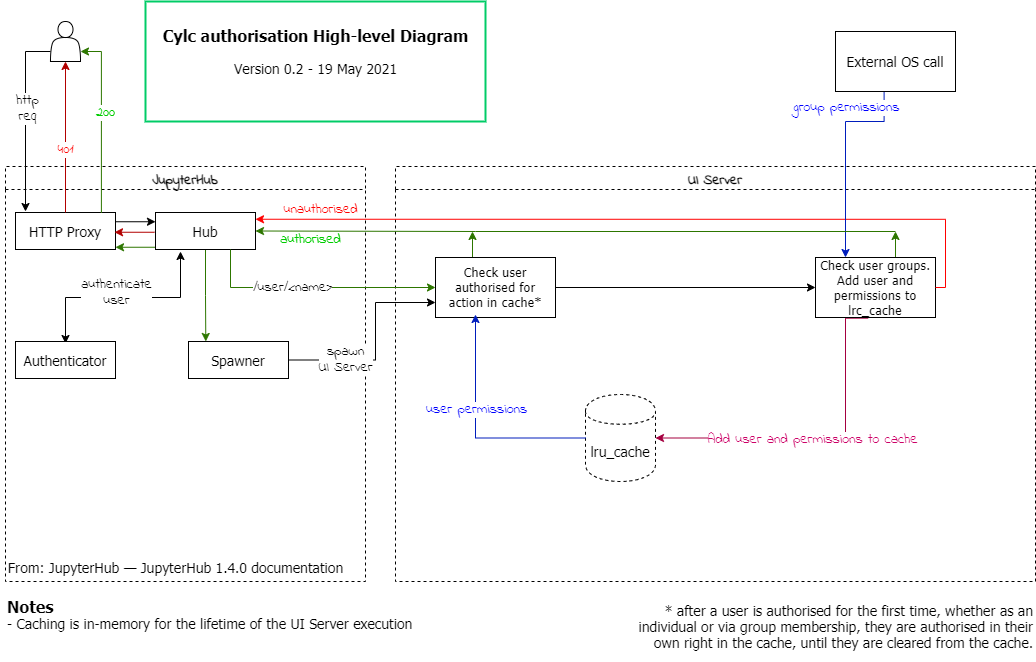 Cylc authorisation High-level Diagram
Version 0.2 - 19 May 2021
External OS call
http
req
200
401
group permissions
JupyterHub
UI Server
HTTP Proxy
Hub
unauthorised
authorised
authenticate
user
/user/<name>
Check user
authorised for
action in cache*
Check user groups.
Add user and
permissions to
lrc_cache
Authenticator
Spawner
spawn
UI Server
user permissions
lru_cache
Add user and permissions to cache
From: JupyterHub — JupyterHub 1.4.0 documentation
Notes
- Caching is in-memory for the lifetime of the UI Server execution
* after a user is authorised for the first time, whether as an
individual or via group membership, they are authorised in their
own right in the cache, until they are cleared from the cache.